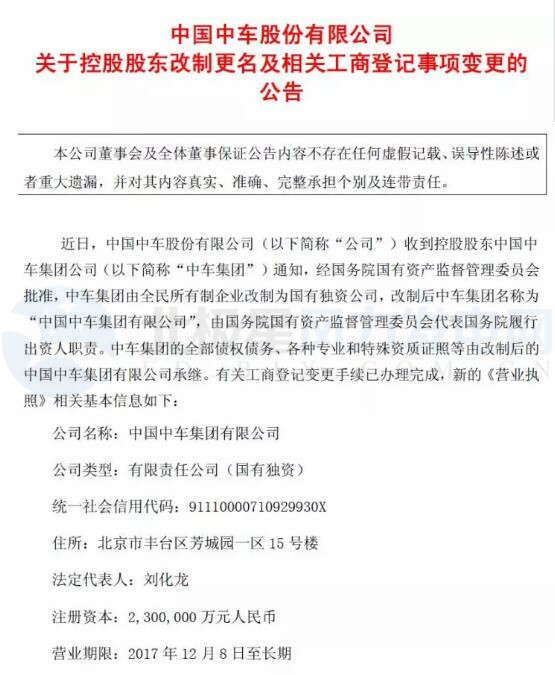 中国中车股份有限公司
关于控股股东改制更名及相关工商登记事项变更的
公告
本公司董事会及全体董事保证公告内容不存在任何虚假记载、误导性陈述或
者重大遗漏，并对其内容真实、准确、完整承担个别及连带责任。
近日，中国中车股份有限公司（以下简称“公司”）收到控股股东中国中
车集团公司（以下简称“中车集团”）通知，经国务院国有资产监督管理委员会
批准，中车集团由全民所有制企业改制为国有独资公司，改制后中车集团名称为
“中国中车集团有限公司”，由国务院国有资产监督管理委员会代表国务院履行
出资人职责。中车集团的全部债权债务、各种专业和特殊资质证照等由改制后的
中国中车集团有限公司承继。有关工商登记变更手续已办理完成，新的《营业执
照》相关基本信息如下：
公司名称：中国中车集团有限公司
公司类型：有限责任公司（国有独资）
统一社会信用代码：91110000710929930X
住所：北京市丰台区芳城园一区 15 号楼
法定代表人：刘化龙
注册资本：2,300,000 万元人民币
营业期限：2017 年 12 月 8 日至长期